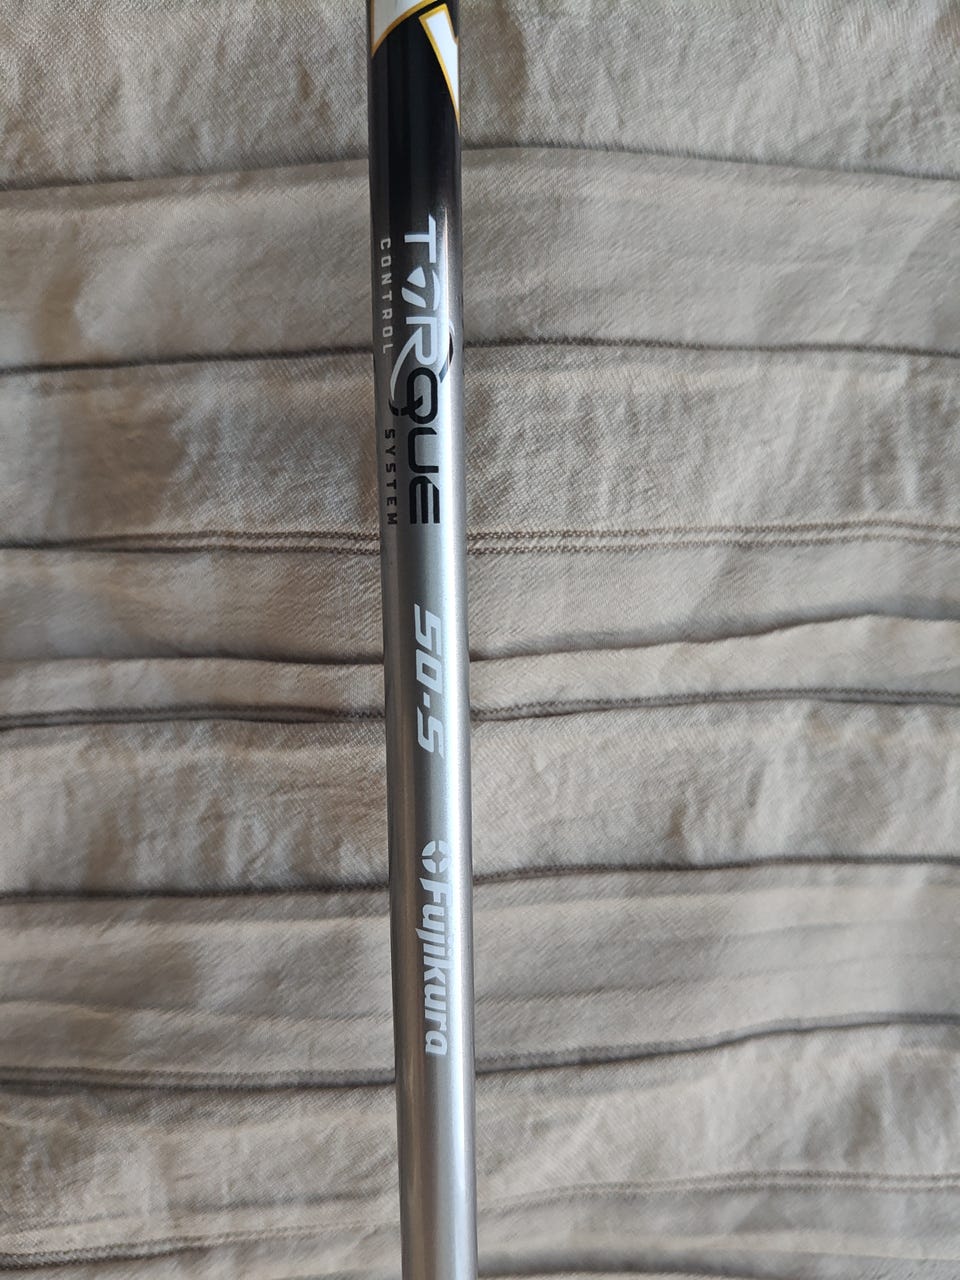 TORQUE
CONTROL SYSTEM
50.S
Fujikura